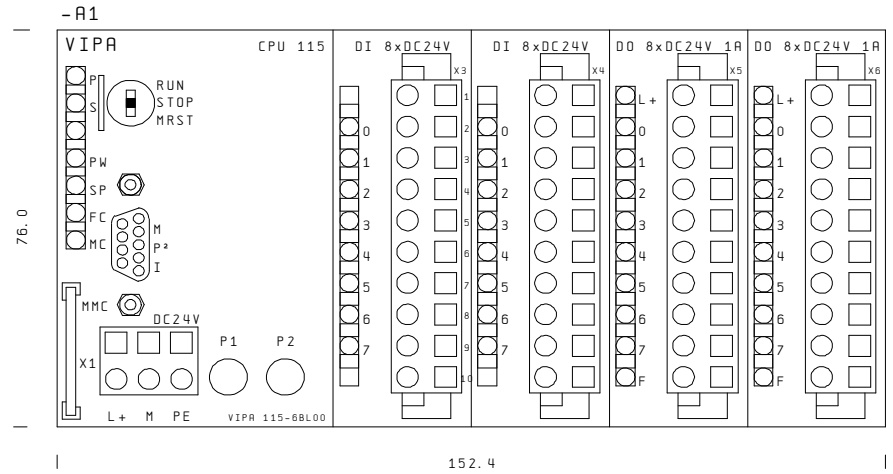 -A1
VIPA CPU 115
DI 8xDC24V
DI 8xDC24V
DO 8xDC24V 1A
DO 8xDC24V 1A
X3
X4
X5
X6
P
S
PW
SP
FC
MC
RUN
STOP
MRST
M
P²
I
MMC
DC24V
X1
P1
P2
L+ M PE
VIPA 115-6BL00
1
2
3
4
5
6
7
8
9
10
0
1
2
3
4
5
6
7
0
1
2
3
4
5
6
7
L+
0
1
2
3
4
5
6
7
F
L+
0
1
2
3
4
5
6
7
F
76.0
152.4